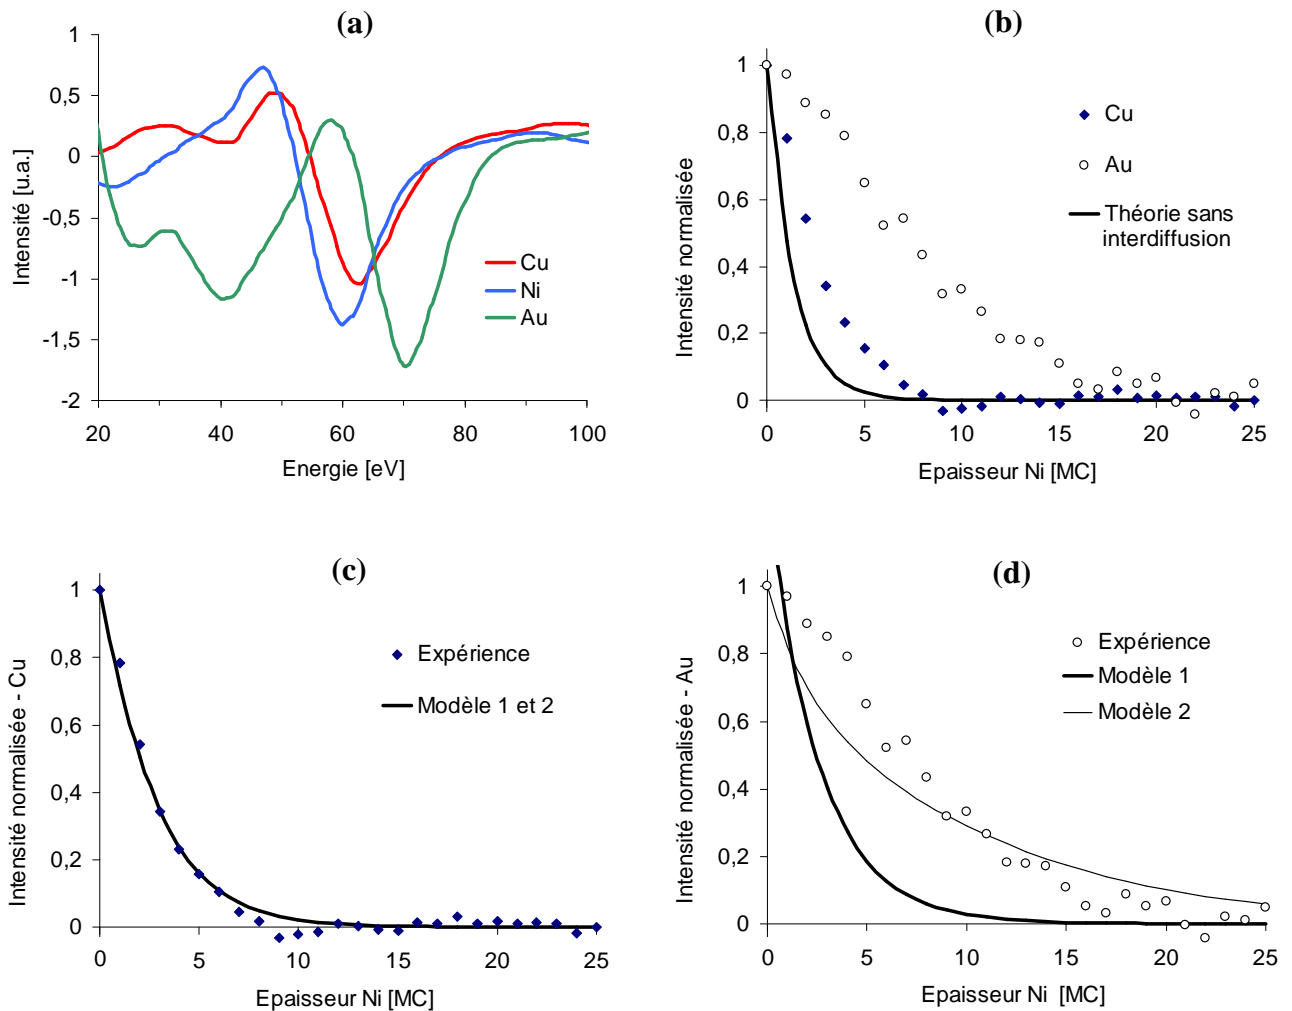 (a)
Intensité [u.a.]
1
0,5
0
-0,5
-1
-1,5
-2
20
40
60
80
100
Energie [eV]
Cu
Ni
Au
(b)
Intensité normalisée
1
0,8
0,6
0,4
0,2
0
0
5
10
15
20
25
Epaisseur Ni [MC]
Cu
Au
Théorie sans
interdiffusion
(c)
Intensité normalisée - Cu
1
0,8
0,6
0,4
0,2
0
0
5
10
15
20
25
Epaisseur Ni [MC]
Expérience
Modèle 1 et 2
(d)
Intensité normalisée - Au
1
0,8
0,6
0,4
0,2
0
0
5
10
15
20
25
Epaisseur Ni [MC]
Expérience
Modèle 1
Modèle 2